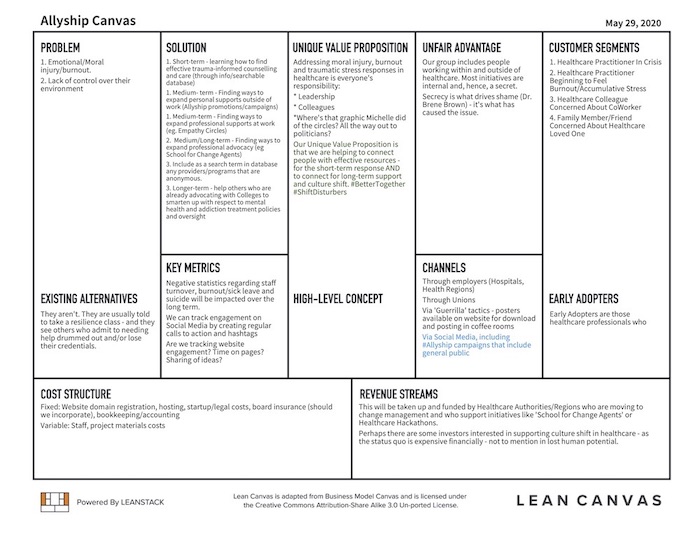 Allyship Canvas
May 29, 2020
PROBLEM
1. Emotional/Moral
injury/burnout.
2. Lack of control over their
environment
EXISTING ALTERNATIVES
They aren't. They are usually told
to take a resilience class - and they
see others who admit to needing
help drummed out and/or lose
their credentials.
SOLUTION
1. Short-term - learning how to find
effective trauma-informed counselling
and care (through info/searchable
database)
1. Medium- term - Finding ways to
expand personal supports outside of
work (Allyship promotions/campaigns)
1. Medium-term - Finding ways to
expand professional supports at work
(eg. Empathy Circles)
2. Medium/Long-term - Finding ways to
expand professional advocacy (eg
School for Change Agents)
3. Include as a search term in database
any providers/programs that are
anonymous.
3. Longer-term - help others who are
already advocating with Colleges to
smarten up with respect to mental
health and addiction treatment policies
and oversight
KEY METRICS
Negative statistics regarding staff
turnover, burnout/sick leave and
suicide will be impacted over the
long term.
We can track engagement on
Social Media by creating regular
calls to action and hashtags
Are we tracking website
engagement? Time on pages?
Sharing of ideas?
UNIQUE VALUE PROPOSITION
Addressing moral injury, burnout
and traumatic stress responses in
healthcare is everyone's
responsibility:
* Leadership
* Colleagues
*Where's that graphic Michelle did
of the circles? All the way out to
politicians?
Our Unique Value Proposition is
that we are helping to connect
people with effective resources -
for the short-term response AND
to connect for long-term support
and culture shift. #BetterTogether
#ShiftDisturbers
HIGH-LEVEL CONCEPT
UNFAIR ADVANTAGE
Our group includes people
working within and outside of
healthcare. Most initiatives are
internal and, hence, a secret.
Secrecy is what drives shame (Dr.
Brene Brown) - it's what has
caused the issue.
CHANNELS
Through employers (Hospitals,
Health Regions)
Through Unions
Via 'Guerrilla' tactics - posters
available on website for download
and posting in coffee rooms
Via Social Media, including
#Allyship campaigns that include
general public
CUSTOMER SEGMENTS
1. Healthcare Practitioner In Crisis
2. Healthcare Practitioner
Beginning to Feel
Burnout/Accumulative Stress
3. Healthcare Colleague
Concerned About CoWorker
4. Family Member/Friend
Concerned About Healthcare
Loved One
EARLY ADOPTERS
Early Adopters are those
healthcare professionals who
COST STRUCTURE
Fixed: Website domain registration, hosting, startup/legal costs, board insurance (should
we incorporate), bookkeeping/accounting
Variable: Staff, project materials costs
REVENUE STREAMS
This will be taken up and funded by Healthcare Authorities/Regions who are moving to
change management and who support initiatives like 'School for Change Agents' or
Healthcare Hackathons.
Perhaps there are some investors interested in supporting culture shift in healthcare - as
the status quo is expensive financially - not to mention in lost human potential.
Powered By LEANSTACK
Lean Canvas is adapted from Business Model Canvas and is licensed under
the Creative Commons Attribution-Share Alike 3.0 Un-ported License.
LEAN CANVAS